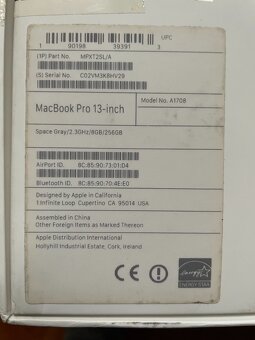 UPC
1 90198 39391 3
(1P) Part No. MPXT2SL/A
(S) Serial No. C02VM3K8HV29
MacBook Pro 13-inch
Model No. A1708
Space Gray/2.3GHz/8GB/256GB
AirPort ID. 8C:85:90:73:01:D4
Bluetooth ID. 8C:85:90:70:4E:E0
Designed by Apple in California
1 Infinite Loop Cupertino CA 95014 USA
Assembled in China
Other Foreign Items as Marked Thereon
Apple Distribution International
Hollyhill Industrial Estate, Cork, Ireland
CE
energy
ENERGY STAR